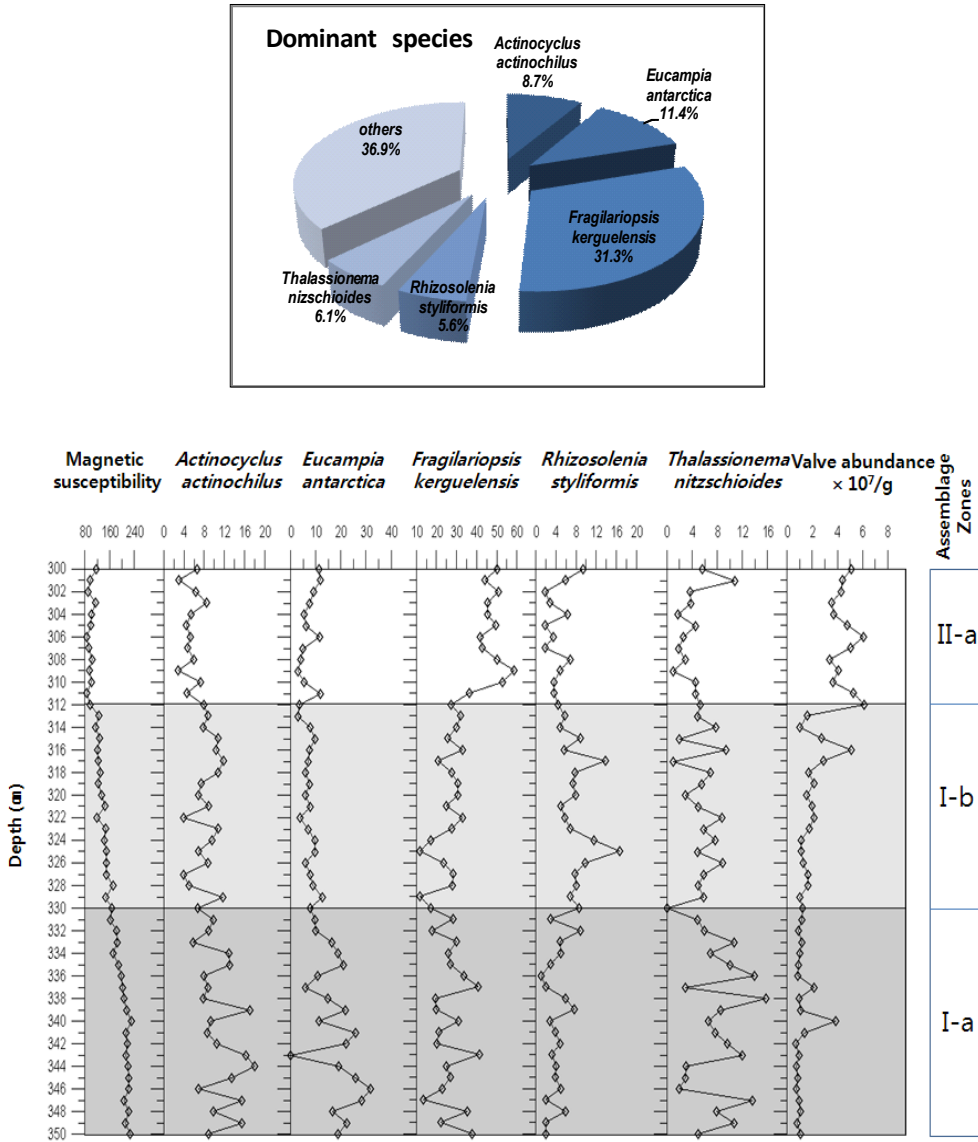 Dominant species
Actinocyclus
actinochilus
8.7%
Eucampia
antarctica
11.4%
others
36.9%
Fragilariopsis
kerguelensis
31.3%
Thalassionema
nizschioides
6.1%
Rhizosolenia
styliformis
5.6%
Magnetic
susceptibility
Actinocyclus
actinochilus
Eucampia
antarctica
Fragilariopsis
kerguelensis
Rhizosolenia
styliformis
Thalassionema
nitzschioides
Valve abundance
× 10⁷/g
Assemblage
Zones
80 160 240
0 4 8 12 16 20
0 10 20 30 40
0 10 20 30 40 50 60
0 4 8 12 16 20
0 4 8 12 16
0 2 4 6 8
Depth (㎝)
300
302
304
306
308
310
312
314
316
318
320
322
324
326
328
330
332
334
336
338
340
342
344
346
348
350
II-a
I-b
I-a